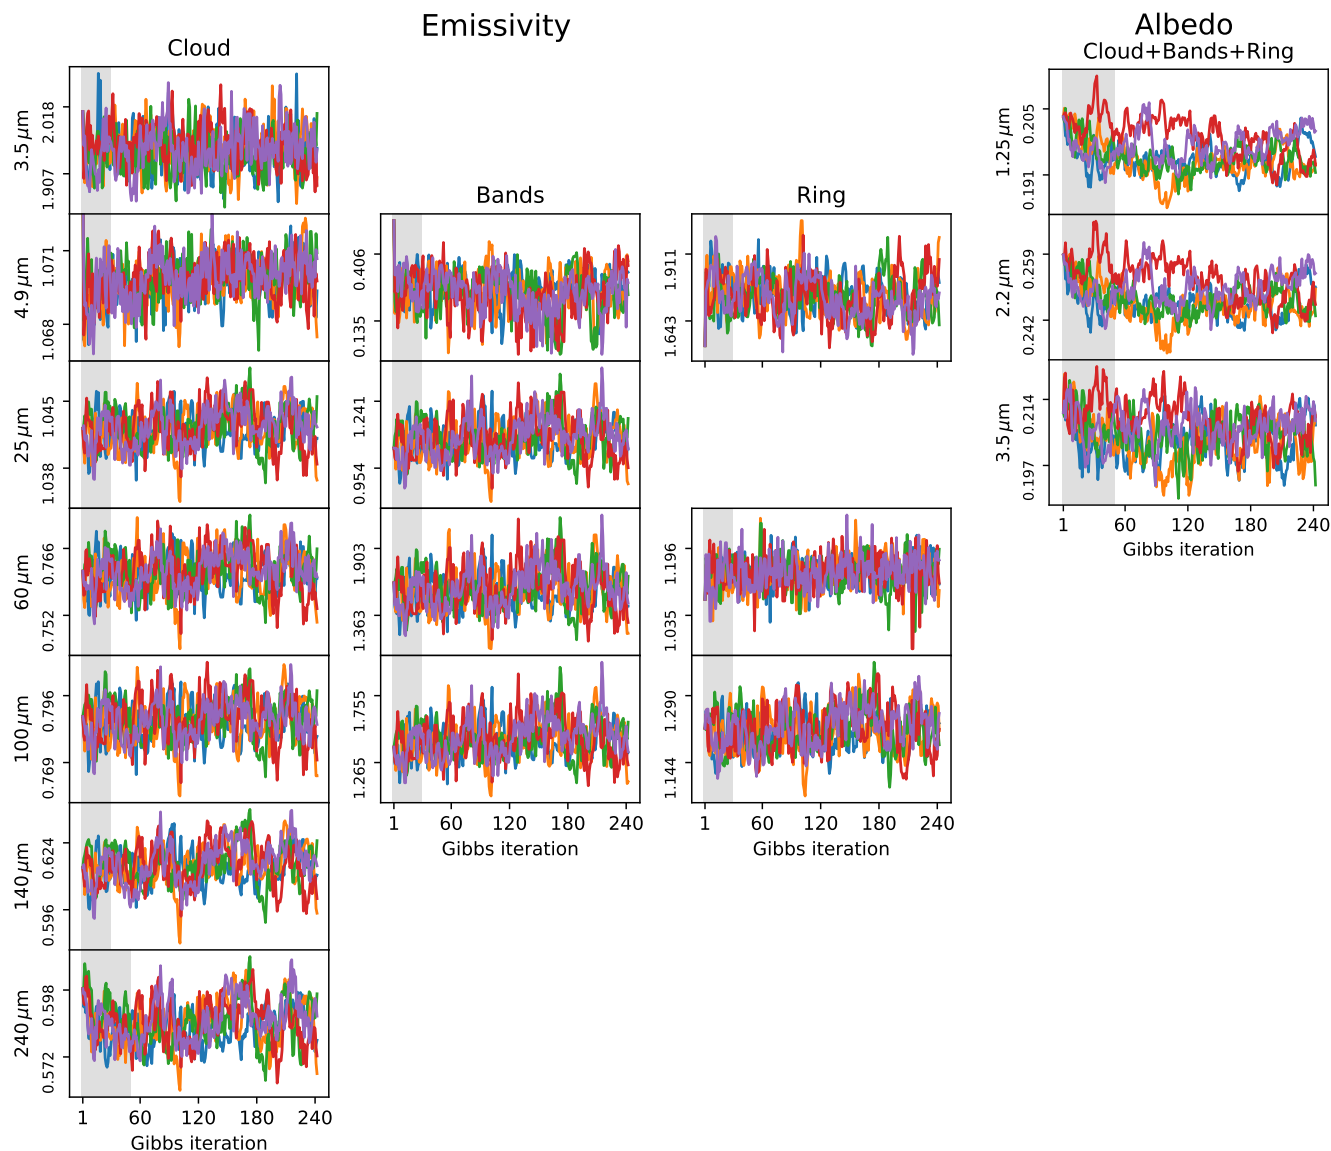 Emissivity
Albedo
Cloud
Cloud+Bands+Ring
3.5 μm
2.018
1.907
1.25 μm
0.205
0.191
Bands
Ring
4.9 μm
1.071
1.068
0.406
0.135
1.911
1.643
2.2 μm
0.259
0.242
25 μm
1.045
1.038
1.241
0.954
3.5 μm
0.214
0.197
1 60 120 180 240
Gibbs iteration
60 μm
0.766
0.752
1.903
1.363
1.196
1.035
100 μm
0.796
0.769
1.755
1.265
1.290
1.144
1 60 120 180 240
1 60 120 180 240
Gibbs iteration
Gibbs iteration
140 μm
0.624
0.596
240 μm
0.598
0.572
1 60 120 180 240
Gibbs iteration